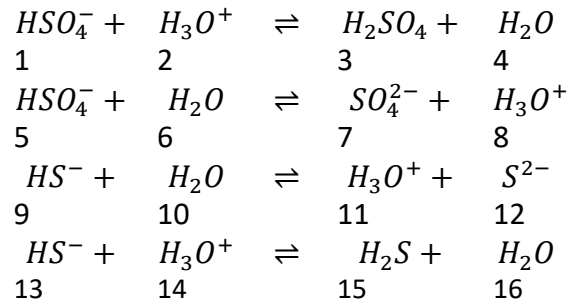 HSO₄⁻ + H₃O⁺ ⇌ H₂SO₄ + H₂O
1 2 3 4
HSO₄⁻ + H₂O ⇌ SO₄²⁻ + H₃O⁺
5 6 7 8
HS⁻ + H₂O ⇌ H₃O⁺ + S²⁻
9 10 11 12
HS⁻ + H₃O⁺ ⇌ H₂S + H₂O
13 14 15 16